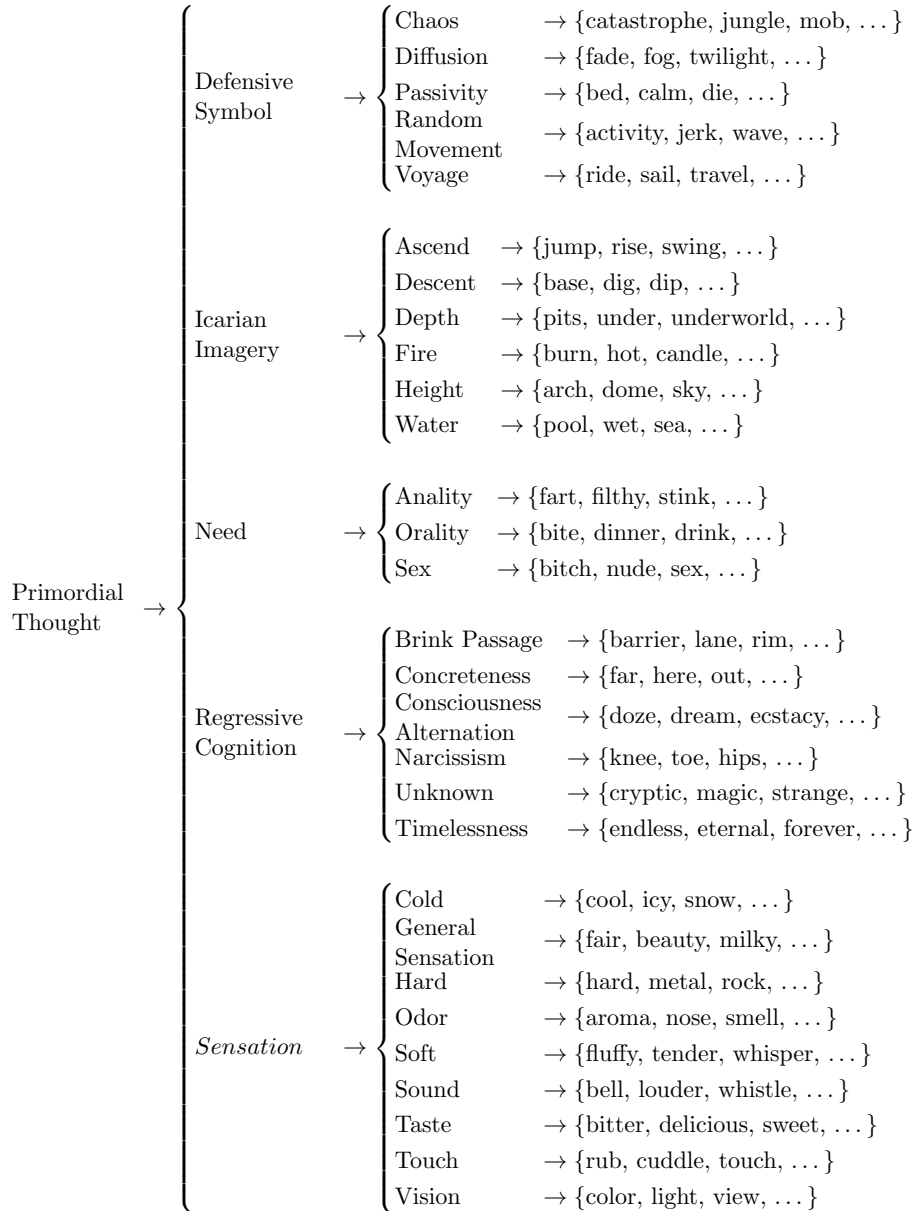 Chaos → {catastrophe, jungle, mob, . . . }
Diffusion → {fade, fog, twilight, . . . }
Defensive Symbol → Passivity → {bed, calm, die, . . . }
Random Movement → {activity, jerk, wave, . . . }
Voyage → {ride, sail, travel, . . . }
Ascend → {jump, rise, swing, . . . }
Descent → {base, dig, dip, . . . }
Icarian Imagery → Depth → {pits, under, underworld, . . . }
Fire → {burn, hot, candle, . . . }
Height → {arch, dome, sky, . . . }
Water → {pool, wet, sea, . . . }
Anality → {fart, filthy, stink, . . . }
Need → Orality → {bite, dinner, drink, . . . }
Sex → {bitch, nude, sex, . . . }
Primordial Thought →
Brink Passage → {barrier, lane, rim, . . . }
Concreteness → {far, here, out, . . . }
Regressive Cognition → Consciousness Alternation → {doze, dream, ecstacy, . . . }
Narcissism → {knee, toe, hips, . . . }
Unknown → {cryptic, magic, strange, . . . }
Timelessness → {endless, eternal, forever, . . . }
Cold → {cool, icy, snow, . . . }
General Sensation → {fair, beauty, milky, . . . }
Hard → {hard, metal, rock, . . . }
Odor → {aroma, nose, smell, . . . }
Sensation → Soft → {fluffy, tender, whisper, . . . }
Sound → {bell, louder, whistle, . . . }
Taste → {bitter, delicious, sweet, . . . }
Touch → {rub, cuddle, touch, . . . }
Vision → {color, light, view, . . . }